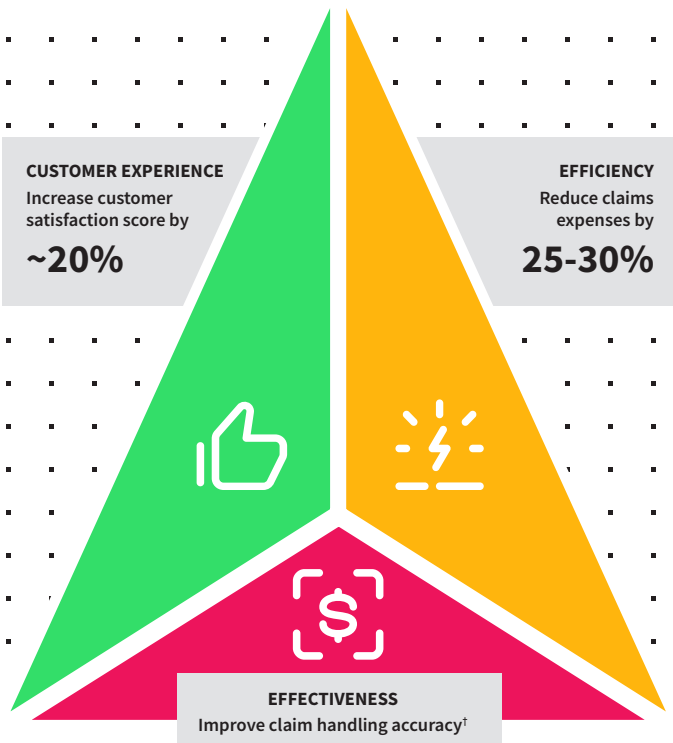 CUSTOMER EXPERIENCE
Increase customer
satisfaction score by
~20%
EFFICIENCY
Reduce claims
expenses by
25-30%
$
EFFECTIVENESS
Improve claim handling accuracy†